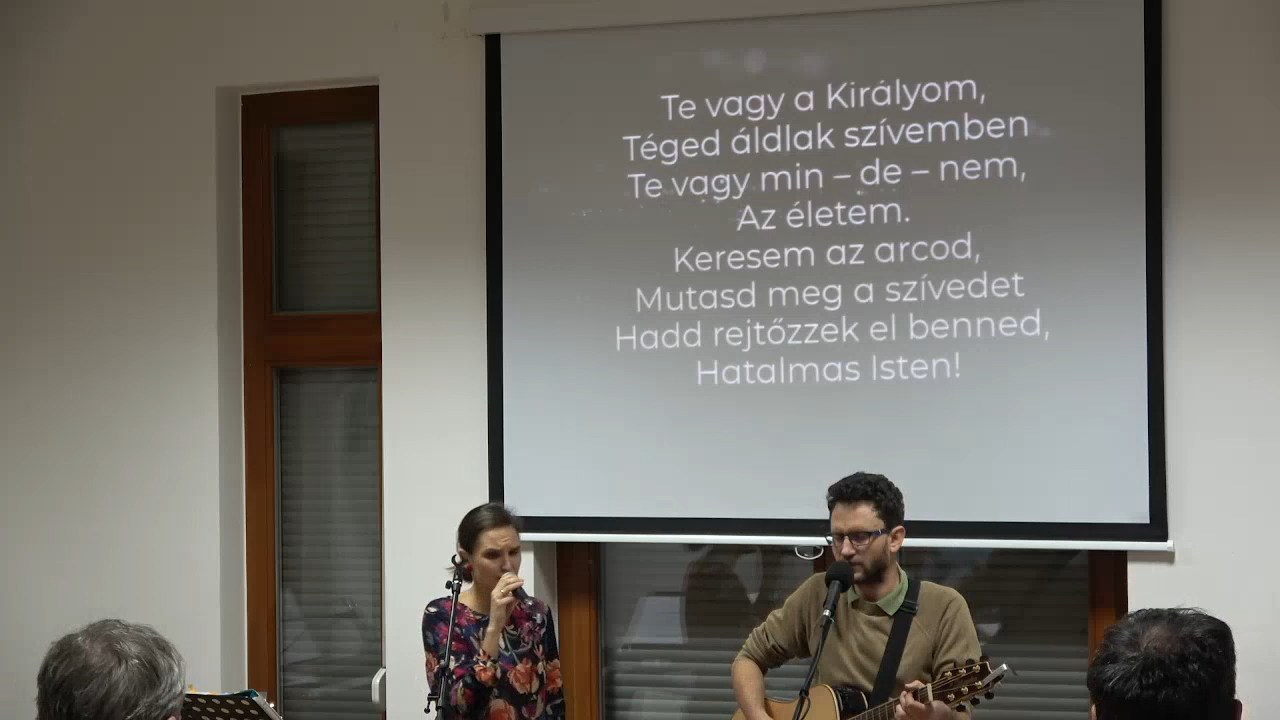 Te vagy a Királyom,
Téged áldlak szívemben
Te vagy min – de – nem,
Az életem.
Keresem az arcod,
Mutasd meg a szívedet
Hadd rejtőzzek el benned,
Hatalmas Isten!